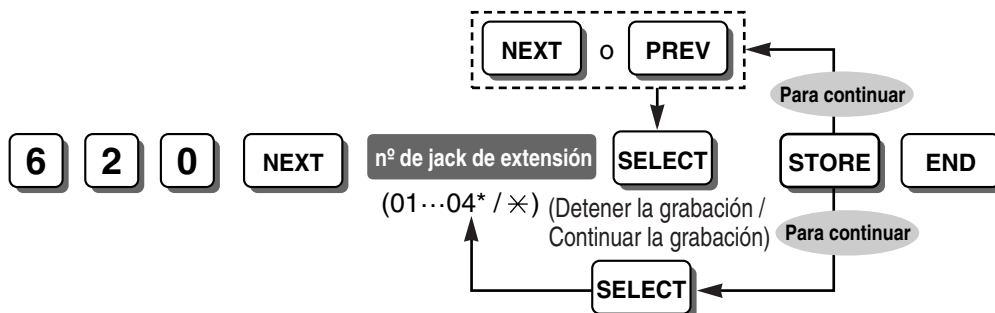 NEXT o PREV
Para continuar
6 2 0 NEXT nº de jack de extensión SELECT STORE END
(01···04* / ✳) (Detener la grabación /
Continuar la grabación)
Para continuar
SELECT